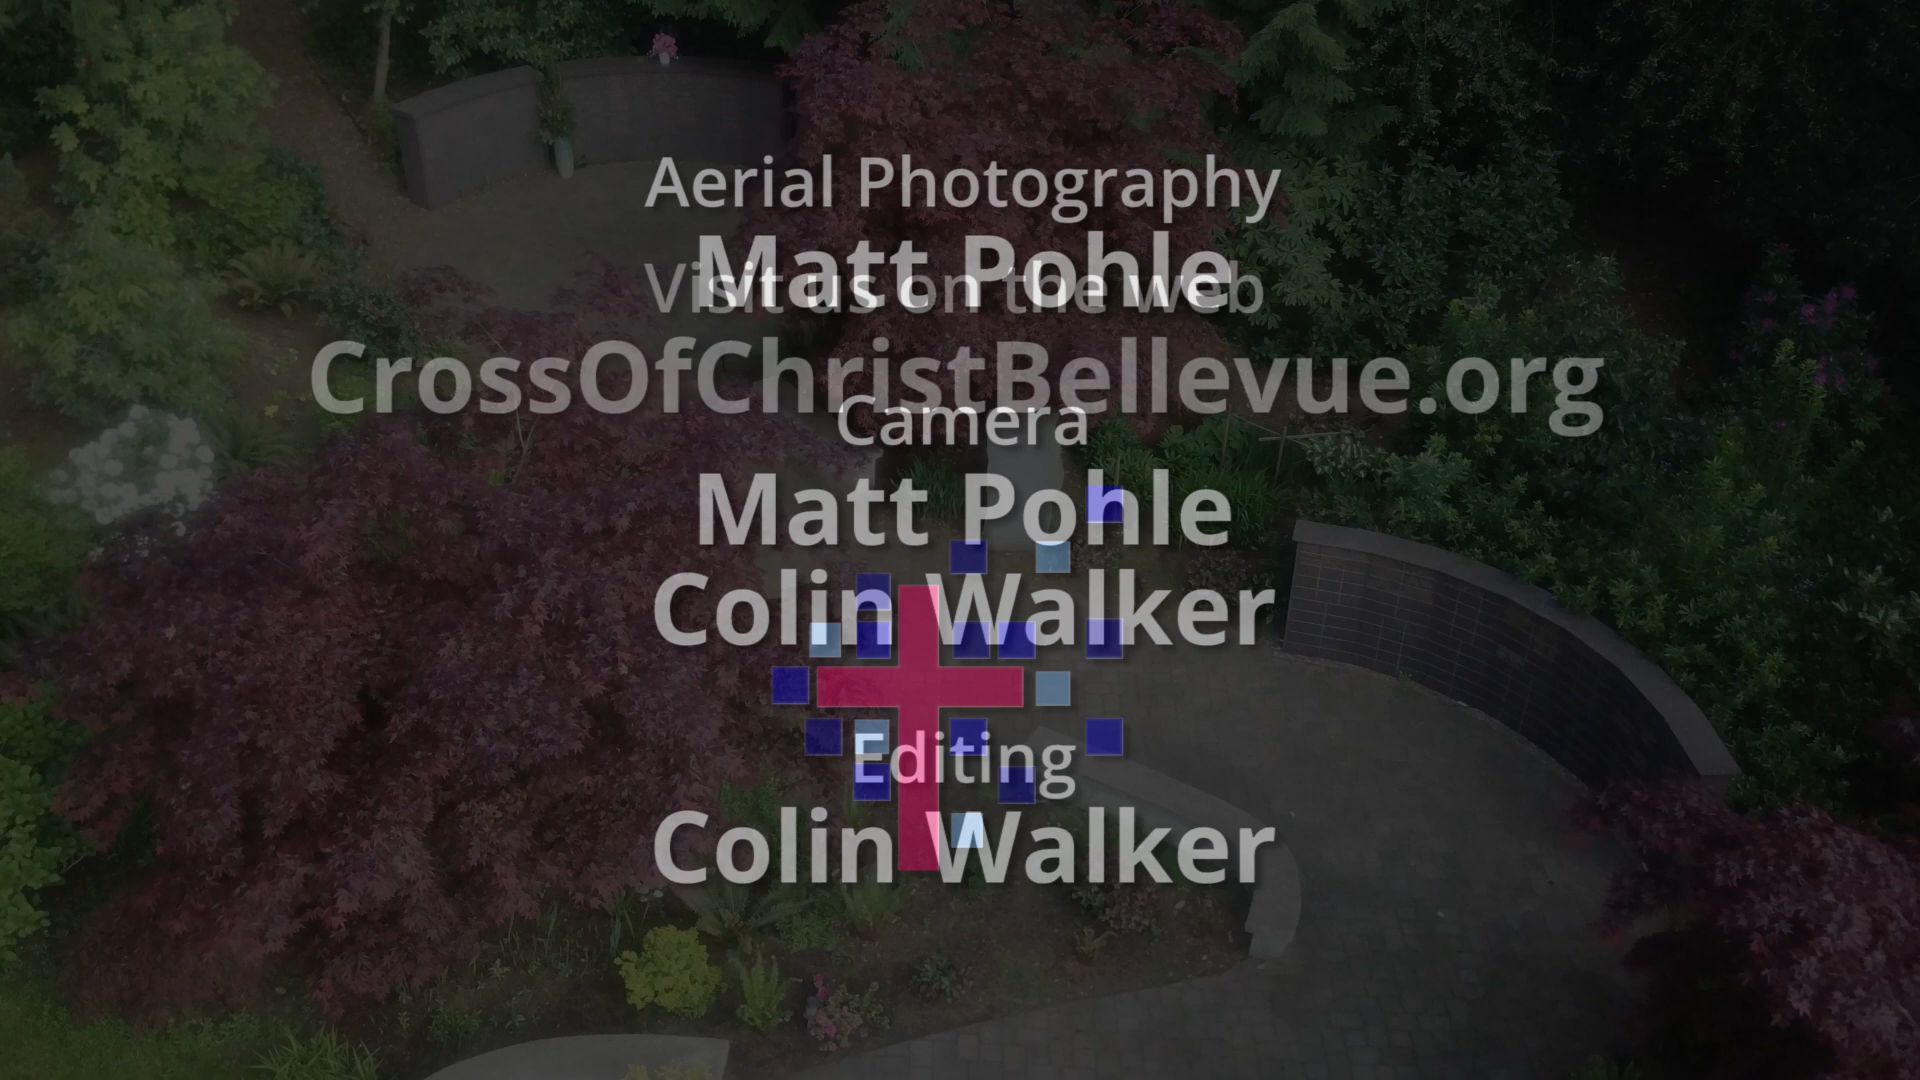 Aerial Photography
Matt Pohle
Visit us on the web
CrossOfChristBellevue.org
Camera
Matt Pohle
Colin Walker
Editing
Colin Walker